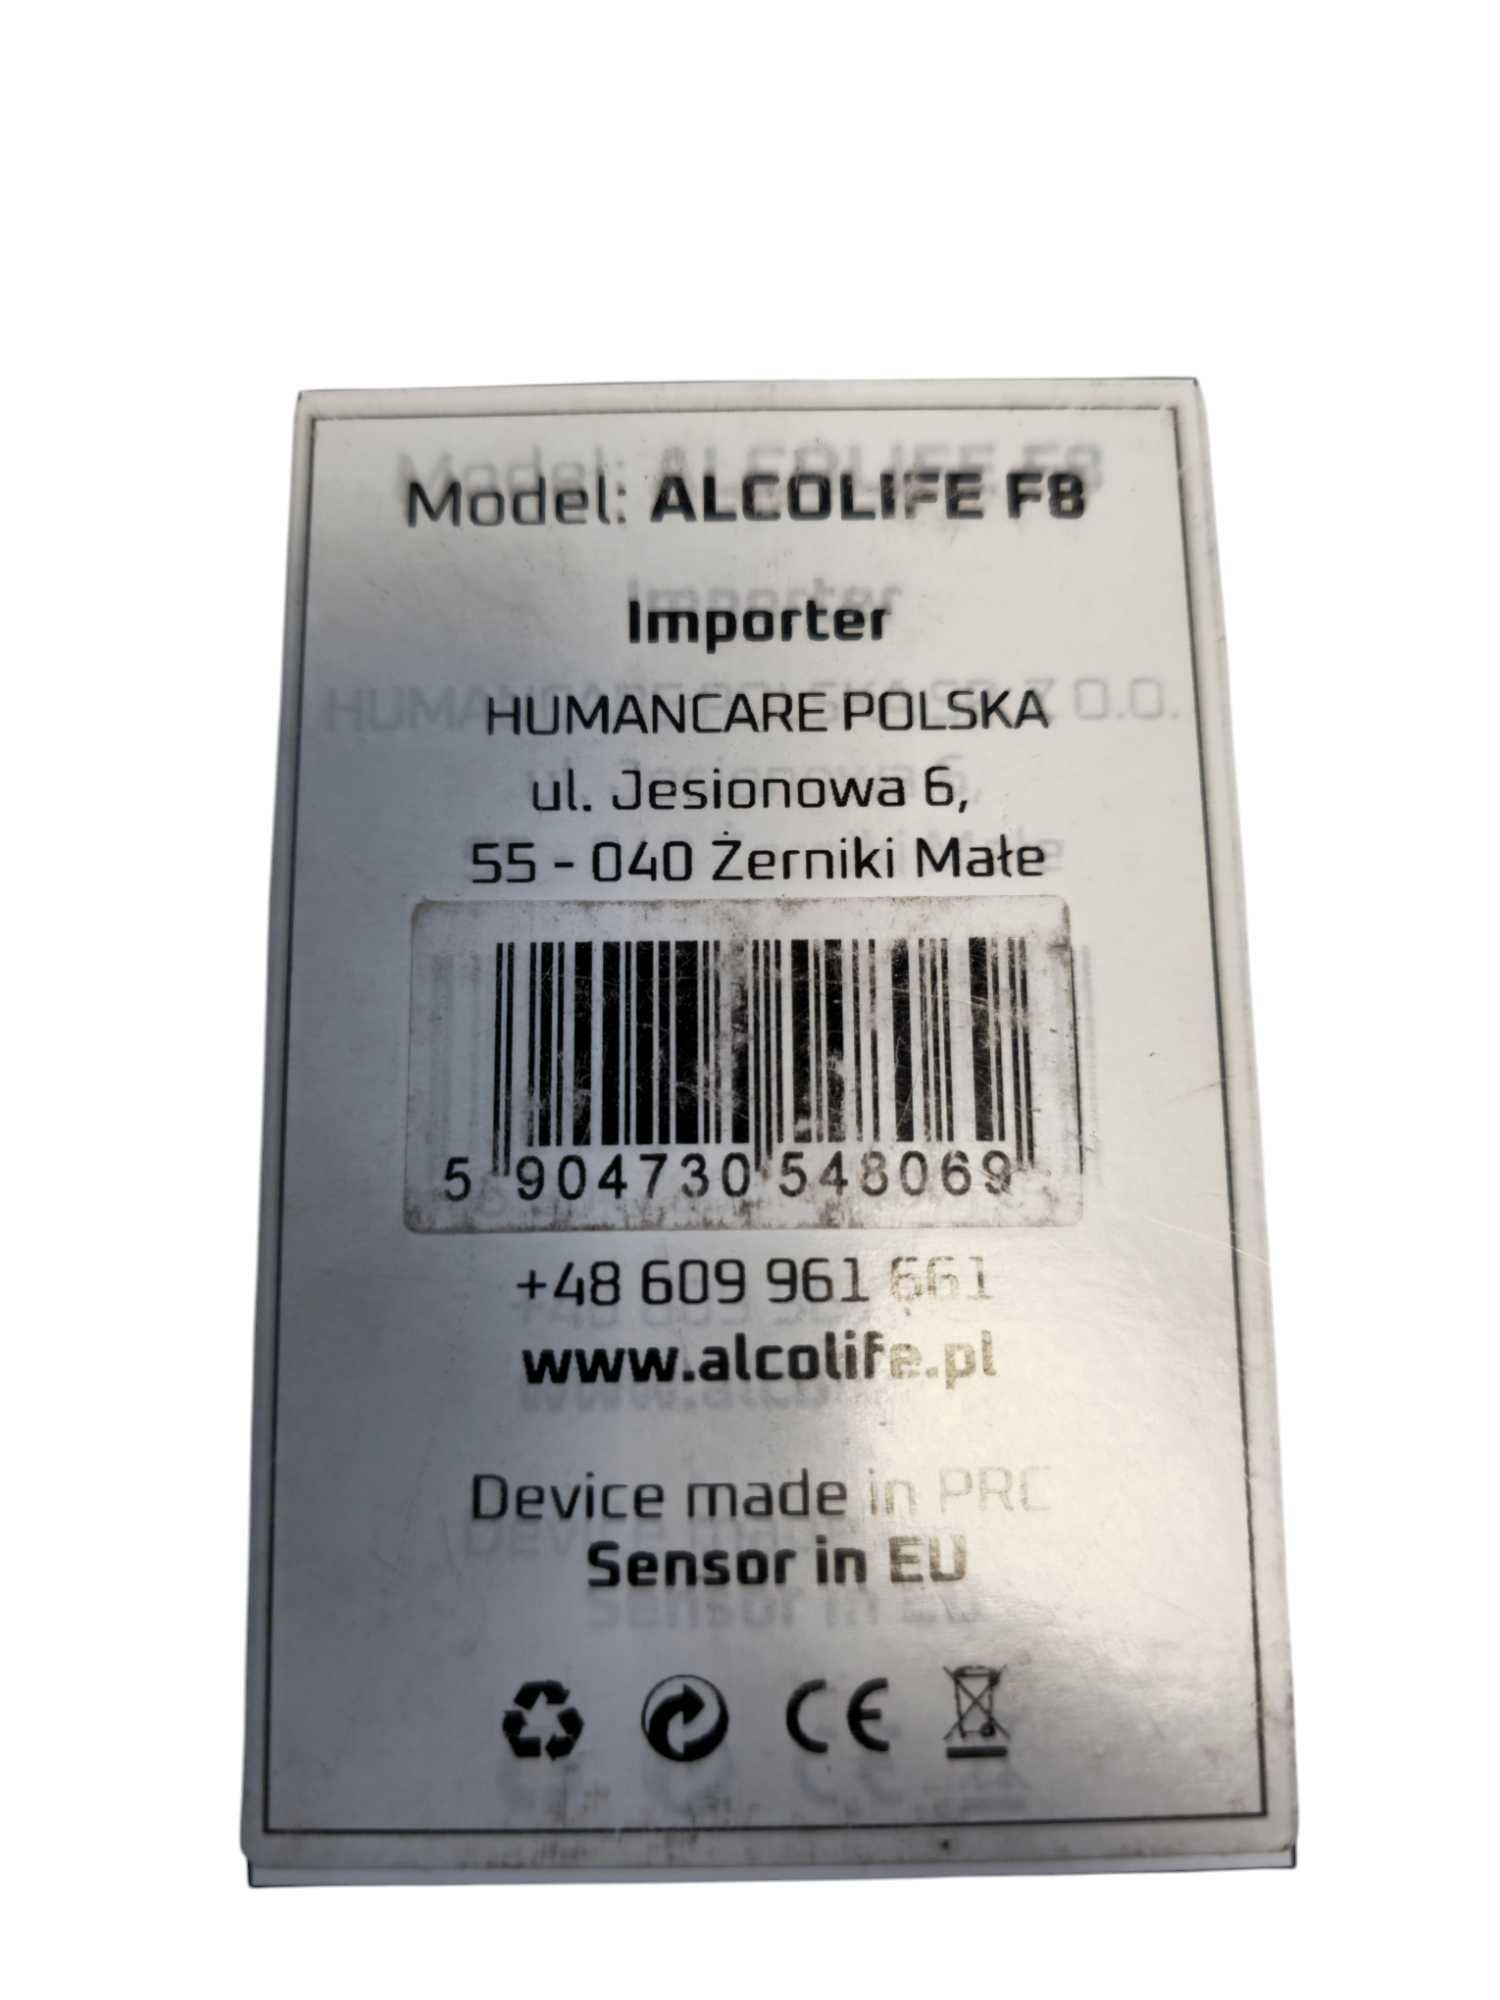 Model: ALCOLIFE F8
Importer
HUMANCARE POLSKA
ul. Jesionowa 6,
55 - 040 Żerniki Małe
5 904730 548069
+48 609 961 661
www.alcolife.pl
Device made in PRC
Sensor in EU
CE